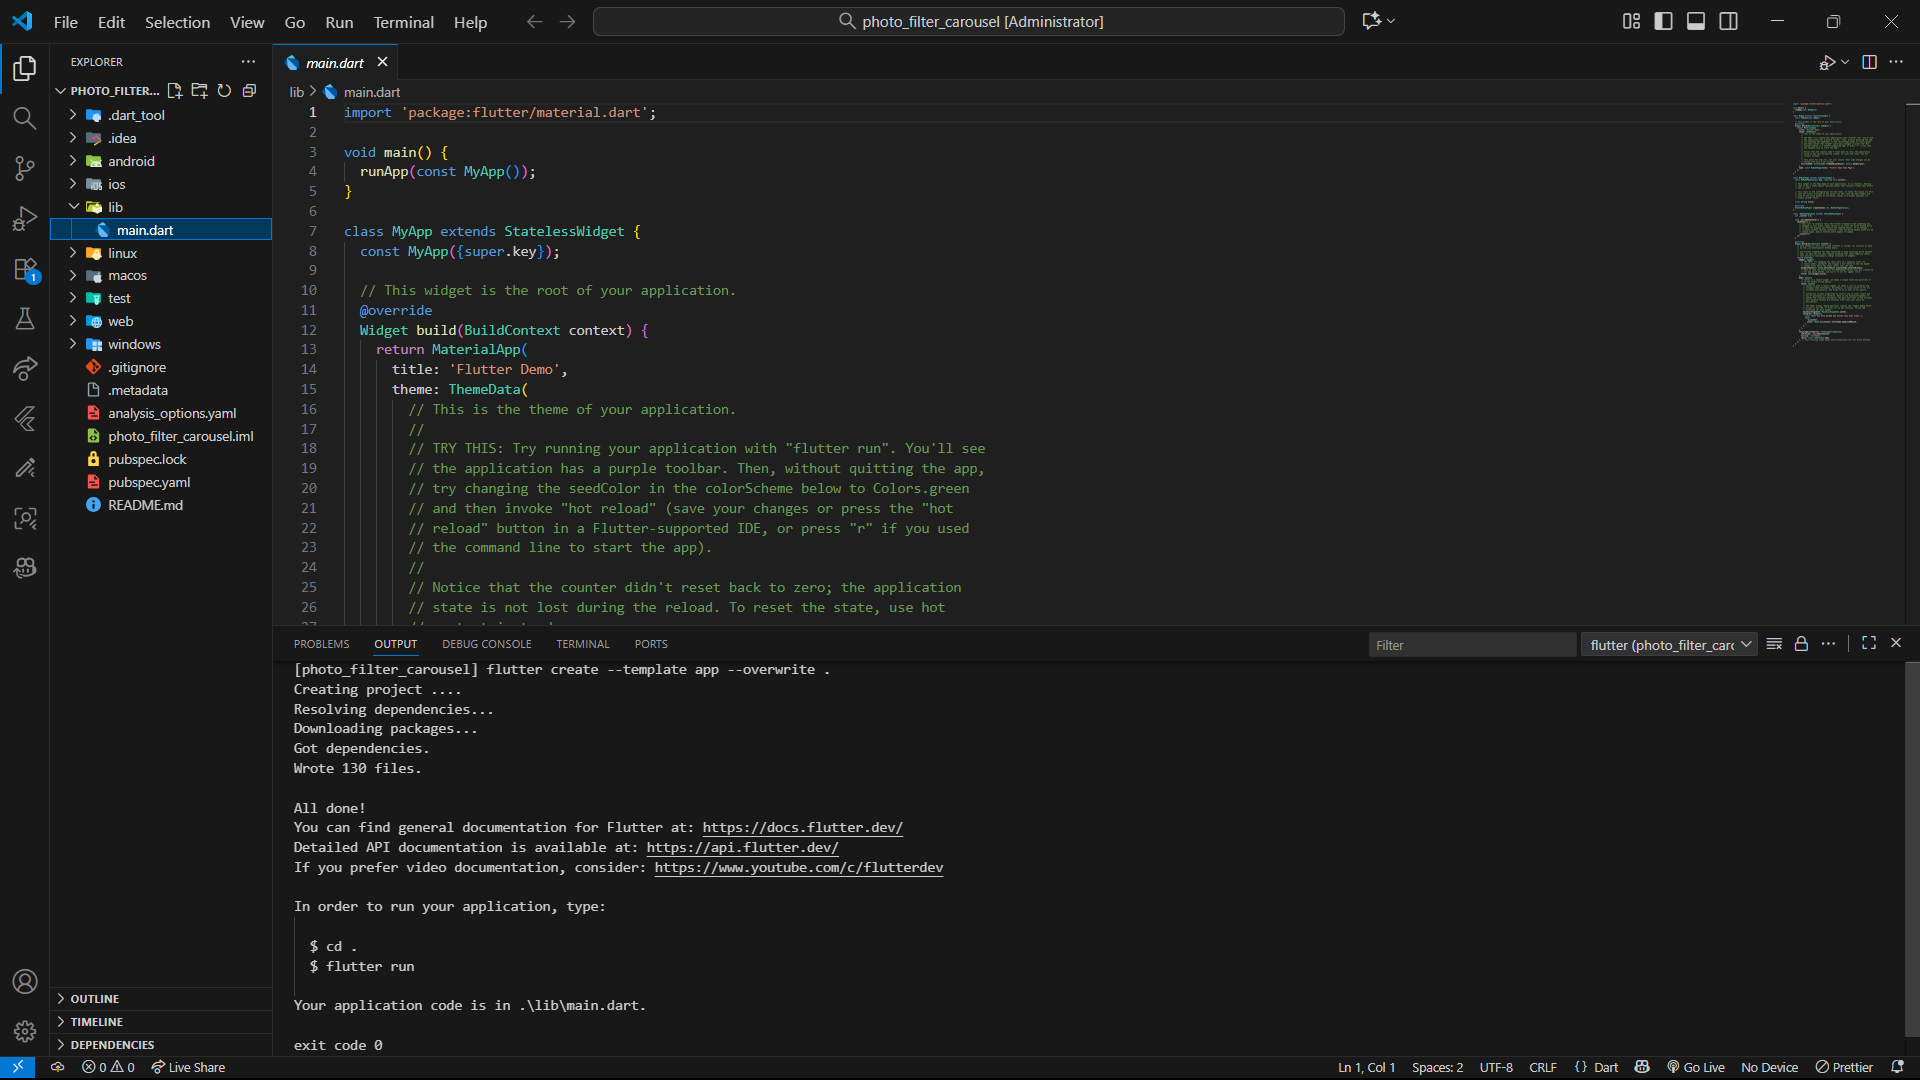 File Edit Selection View Go Run Terminal Help
photo_filter_carousel [Administrator]
EXPLORER
PHOTO_FILTER...
.dart_tool
.idea
android
ios
lib
main.dart
linux
macos
test
web
windows
.gitignore
.metadata
analysis_options.yaml
photo_filter_carousel.iml
pubspec.lock
pubspec.yaml
README.md
OUTLINE
TIMELINE
DEPENDENCIES
1
main.dart
lib > main.dart
1 import 'package:flutter/material.dart';
2
3 void main() {
4 runApp(const MyApp());
5 }
6
7 class MyApp extends StatelessWidget {
8 const MyApp({super.key});
9
10 // This widget is the root of your application.
11 @override
12 Widget build(BuildContext context) {
13 return MaterialApp(
14 title: 'Flutter Demo',
15 theme: ThemeData(
16 // This is the theme of your application.
17 //
18 // TRY THIS: Try running your application with "flutter run". You'll see
19 // the application has a purple toolbar. Then, without quitting the app,
20 // try changing the seedColor in the colorScheme below to Colors.green
21 // and then invoke "hot reload" (save your changes or press the "hot
22 // reload" button in a Flutter-supported IDE, or press "r" if you used
23 // the command line to start the app).
24 //
25 // Notice that the counter didn't reset back to zero; the application
26 // state is not lost during the reload. To reset the state, use hot
PROBLEMS OUTPUT DEBUG CONSOLE TERMINAL PORTS
Filter
flutter (photo_filter_carc
[photo_filter_carousel] flutter create --template app --overwrite .
Creating project ....
Resolving dependencies...
Downloading packages...
Got dependencies.
Wrote 130 files.
All done!
You can find general documentation for Flutter at: https://docs.flutter.dev/
Detailed API documentation is available at: https://api.flutter.dev/
If you prefer video documentation, consider: https://www.youtube.com/c/flutterdev
In order to run your application, type:
$ cd .
$ flutter run
Your application code is in .\lib\main.dart.
exit code 0
0 0 Live Share
Ln 1, Col 1 Spaces: 2 UTF-8 CRLF {} Dart Go Live No Device Prettier